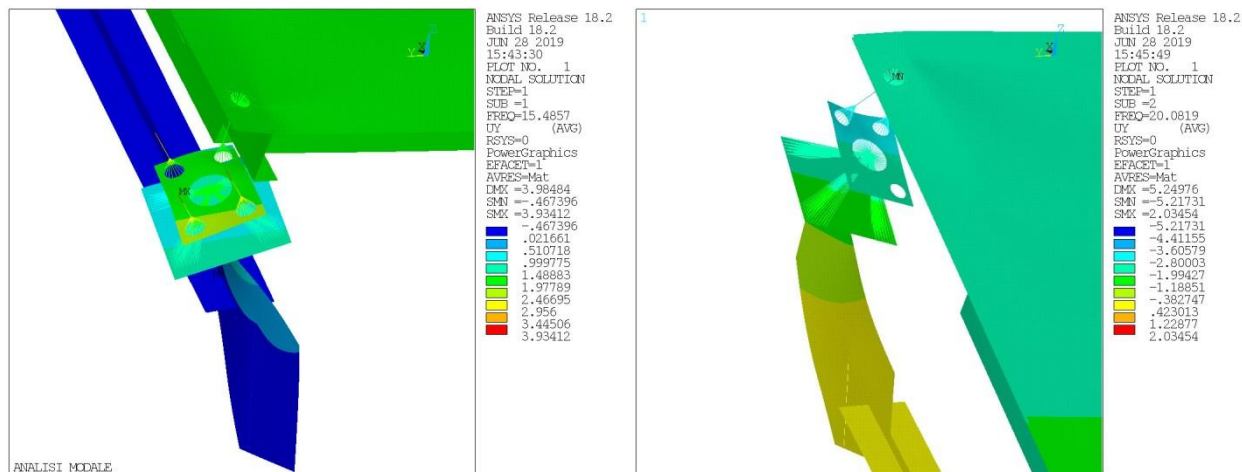 ANSYS Release 18.2
Build 18.2
JUN 28 2019
15:43:30
PLOT NO. 1
NODAL SOLUTION
STEP=1
SUB =1
FREQ=15.4857
UY (AVG)
RSYS=0
PowerGraphics
EFACET=1
AVRES=Mat
DMX =3.98484
SMN =-.467396
SMX =3.93412
-.467396
.021661
.510718
.999775
1.48883
1.97789
2.46695
2.956
3.44506
3.93412
Z
X
Y
MX
ANALISI MODALE
1
ANSYS Release 18.2
Build 18.2
JUN 28 2019
15:45:49
PLOT NO. 1
NODAL SOLUTION
STEP=1
SUB =2
FREQ=20.0819
UY (AVG)
RSYS=0
PowerGraphics
EFACET=1
AVRES=Mat
DMX =5.24976
SMN =-5.21731
SMX =2.03454
-5.21731
-4.41155
-3.60579
-2.80003
-1.99427
-1.18851
-.382747
.423013
1.22877
2.03454
Z
X
Y
MN